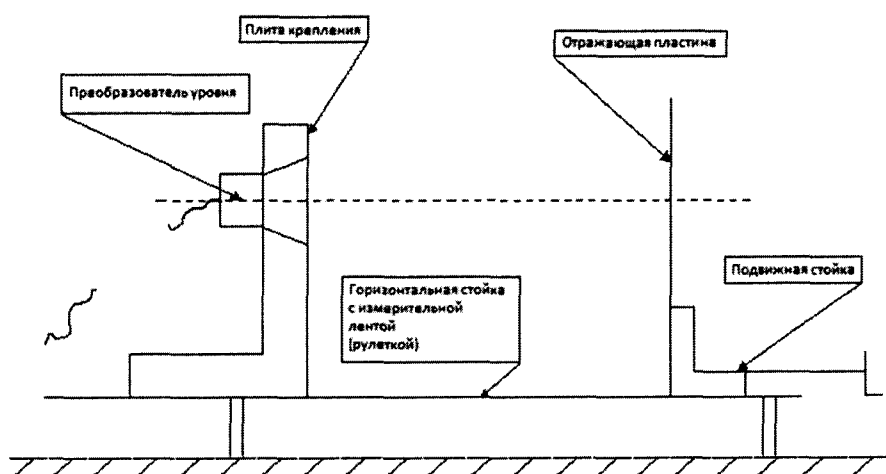 Плита крепления
Отражающая пластина
Преобразователь уровня
Подвижная стойка
Горизонтальная стойка
с измерительной
лентой
(рулеткой)